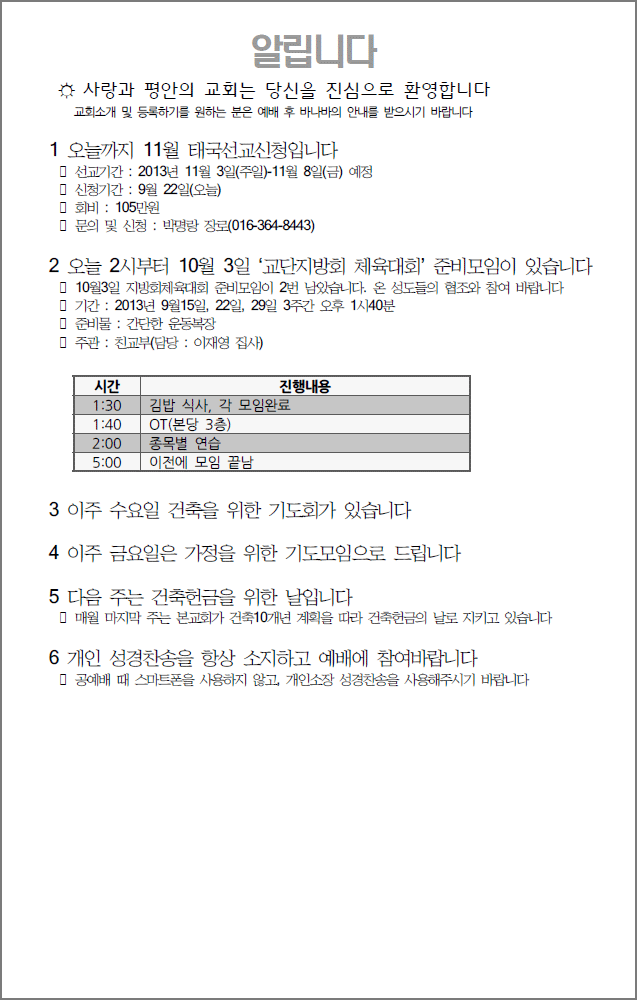 알립니다
☼ 사랑과 평안의 교회는 당신을 진심으로 환영합니다
교회소개 및 등록하기를 원하는 분은 예배 후 바나바의 안내를 받으시기 바랍니다
1 오늘까지 11월 태국선교신청입니다
▯ 선교기간 : 2013년 11월 3일(주일)-11월 8일(금) 예정
▯ 신청기간 : 9월 22일(오늘)
▯ 회비 : 105만원
▯ 문의 및 신청 : 박명랑 장로(016-364-8443)
2 오늘 2시부터 10월 3일 ‘교단지방회 체육대회’ 준비모임이 있습니다
▯ 10월3일 지방회체육대회 준비모임이 2번 남았습니다. 온 성도들의 협조와 참여 바랍니다
▯ 기간 : 2013년 9월15일, 22일, 29일 3주간 오후 1시40분
▯ 준비물 : 간단한 운동복장
▯ 주관 : 친교부(담당 : 이재영 집사)
시간 진행내용
1:30 김밥 식사, 각 모임완료
1:40 OT(본당 3층)
2:00 종목별 연습
5:00 이전에 모임 끝남
3 이주 수요일 건축을 위한 기도회가 있습니다
4 이주 금요일은 가정을 위한 기도모임으로 드립니다
5 다음 주는 건축헌금을 위한 날입니다
▯ 매월 마지막 주는 본교회가 건축10개년 계획을 따라 건축헌금의 날로 지키고 있습니다
6 개인 성경찬송을 항상 소지하고 예배에 참여바랍니다
▯ 공예배 때 스마트폰을 사용하지 않고, 개인소장 성경찬송을 사용해주시기 바랍니다